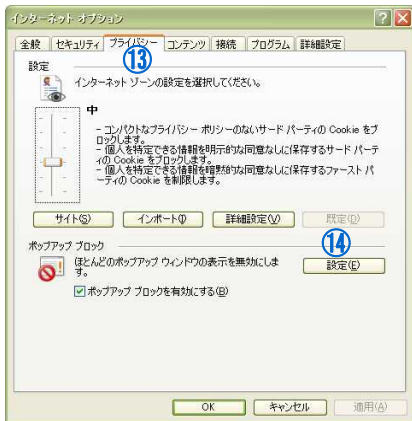 インターネット オプション
全般 セキュリティ プライバシー コンテンツ 接続 プログラム 詳細設定
⑬
設定
インターネット ゾーンの設定を選択してください。
中
- コンパクトなプライバシー ポリシーのないサード パーティの Cookie をブ
ロックします。
- 個人を特定できる情報を明示的な同意なしに保存するサード パーテ
ィの Cookie をブロックします。
- 個人を特定できる情報を暗黙的な同意なしに保存するファースト パ
ーティの Cookie を制限します。
サイト(S) インポート(I) 詳細設定(V) 既定(D)
ポップアップ ブロック
⑭
ほとんどのポップアップ ウィンドウの表示を無効にしま
す。
設定(E)
ポップアップ ブロックを有効にする(B)
OK キャンセル 適用(A)